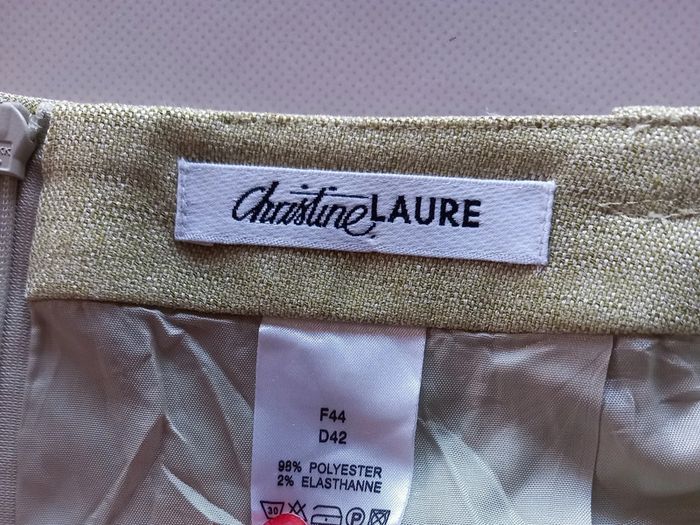 Christine LAURE
F44
D42
98% POLYESTER
2% ELASTHANNE
30 P